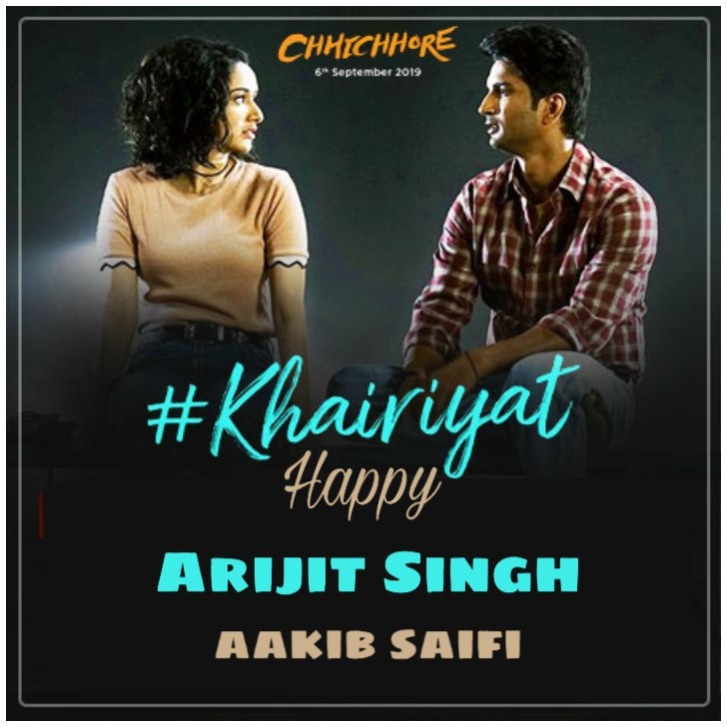 CHHICHHORE
6th September 2019
#Khairiyat
Happy
ARIJIT SINGH
AAKIB SAIFI